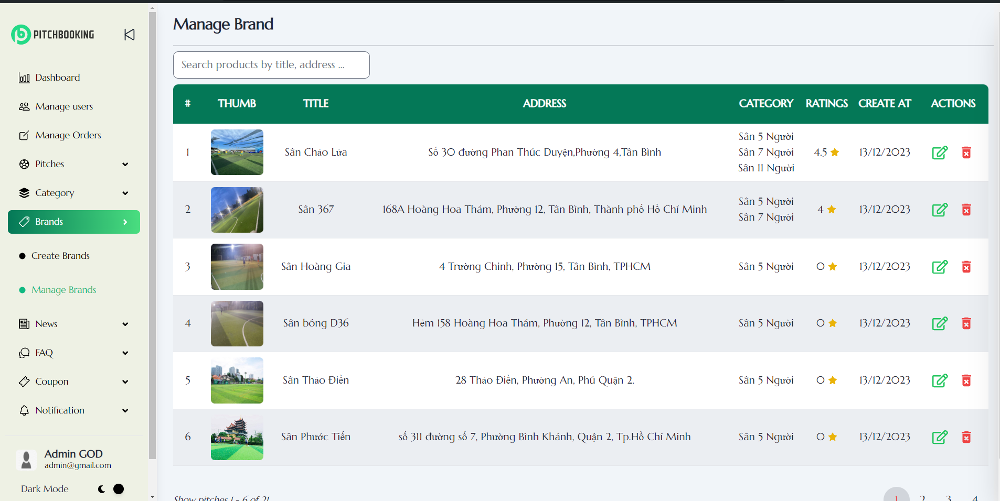 PITCHBOOKING
Dashboard
Manage users
Manage Orders
Pitches
Category
Brands
Create Brands
Manage Brands
News
FAQ
Coupon
Notification
Admin GOD
admin@gmail.com
Dark Mode
Manage Brand
Search products by title, address ...
# THUMB TITLE ADDRESS CATEGORY RATINGS CREATE AT ACTIONS
1 Sân Chảo Lửa Số 30 đường Phan Thúc Duyện,Phường 4,Tân Bình Sân 5 Người 4.5 13/12/2023
Sân 7 Người
Sân 11 Người
2 Sân 367 168A Hoàng Hoa Thám, Phường 12, Tân Bình, Thành phố Hồ Chí Minh Sân 5 Người 4 13/12/2023
Sân 7 Người
3 Sân Hoàng Gia 4 Trường Chinh, Phường 15, Tân Bình, TPHCM Sân 5 Người 0 13/12/2023
4 Sân bóng D36 Hẻm 158 Hoàng Hoa Thám, Phường 12, Tân Bình, TPHCM Sân 5 Người 0 13/12/2023
5 Sân Thảo Điền 28 Thảo Điền, Phường An, Phú Quận 2. Sân 5 Người 0 13/12/2023
6 Sân Phước Tiến số 311 đường số 7, Phường Bình Khánh, Quận 2, Tp.Hồ Chí Minh Sân 5 Người 0 13/12/2023
Show pitches 1 - 6 of 21
1 2 3 4